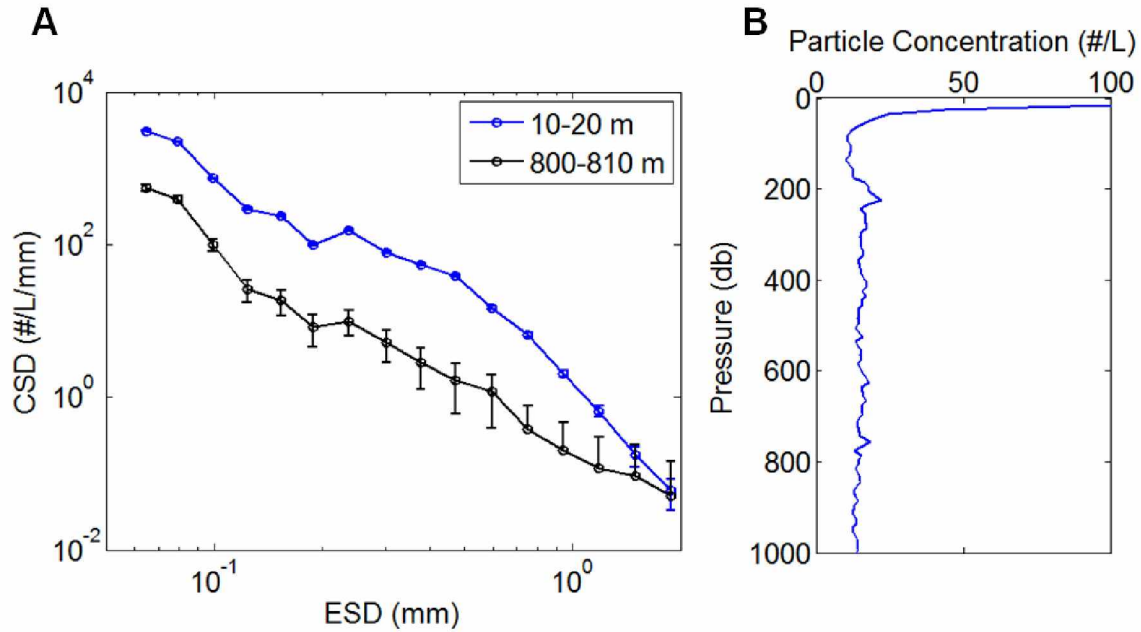 A
CSD (#/L/mm)
10^4
10^2
10^0
10^-2
10-20 m
800-810 m
10^-1
10^0
ESD (mm)
B
Particle Concentration (#/L)
0
50
100
Pressure (db)
0
200
400
600
800
1000